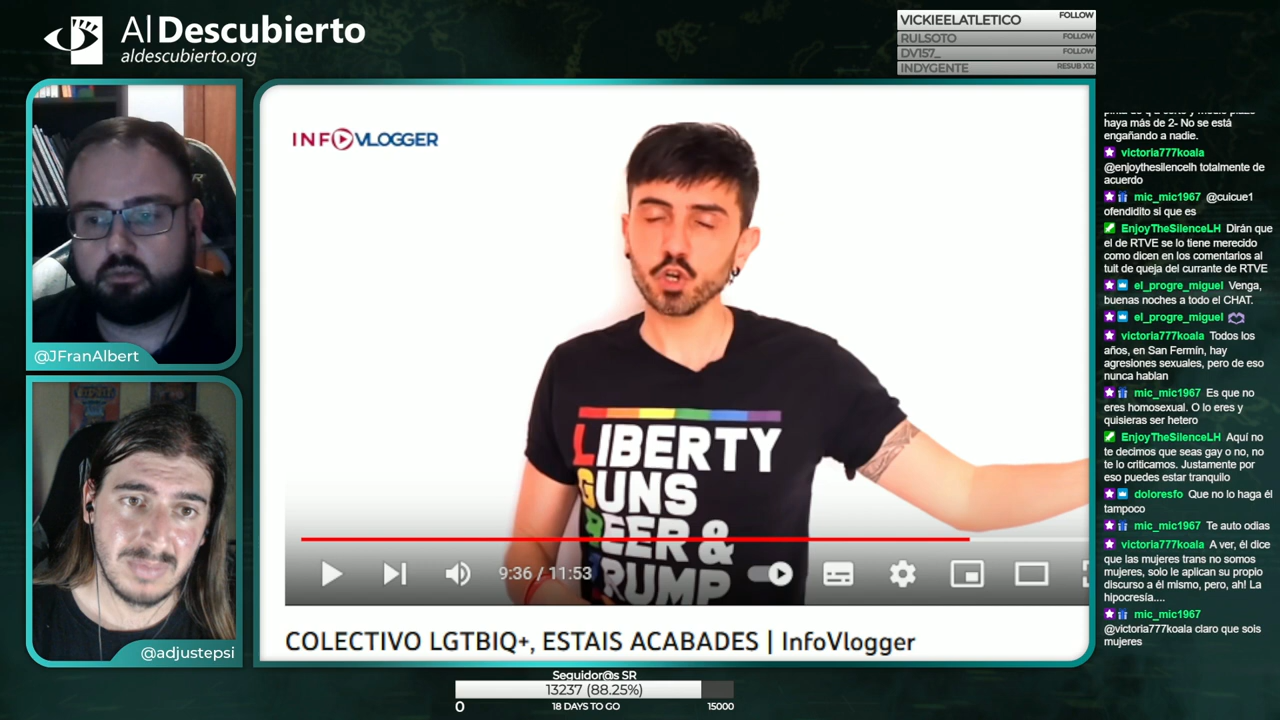 Al Descubierto
aldescubierto.org
VICKIEELATLETICO FOLLOW
RULSOTO FOLLOW
DV157_ FOLLOW
INDYGENTE RESUB X12
@JFranAlbert
@adjustepsi
INFOVLOGGER
LIBERTY
GUNS
BEER &
TRUMP
9:36 / 11:53
COLECTIVO LGTBIQ+, ESTAIS ACABADES | InfoVlogger
haya más de 2- No se está
engañando a nadie.
victoria777koala
@enjoythesilencelh totalmente de
acuerdo
mic_mic1967 @cuicue1
ofendidito si que es
EnjoyTheSilenceLH Dirán que
el de RTVE se lo tiene merecido
como dicen en los comentarios al
tuit de queja del currante de RTVE
el_progre_miguel Venga,
buenas noches a todo el CHAT.
el_progre_miguel
victoria777koala Todos los
años, en San Fermín, hay
agresiones sexuales, pero de eso
nunca hablan
mic_mic1967 Es que no
eres homosexual. O lo eres y
quisieras ser hetero
EnjoyTheSilenceLH Aquí no
te decimos que seas gay o no, no
te lo criticamos. Justamente por
eso puedes estar tranquilo
doloresfo Que no lo haga él
tampoco
mic_mic1967 Te auto odias
victoria777koala A ver, él dice
que las mujeres trans no somos
mujeres, solo le aplican su propio
discurso a él mismo, pero, ah! La
hipocresía....
mic_mic1967
@victoria777koala claro que sois
mujeres
Seguidor@s SR
13237 (88.25%)
0 18 DAYS TO GO 15000